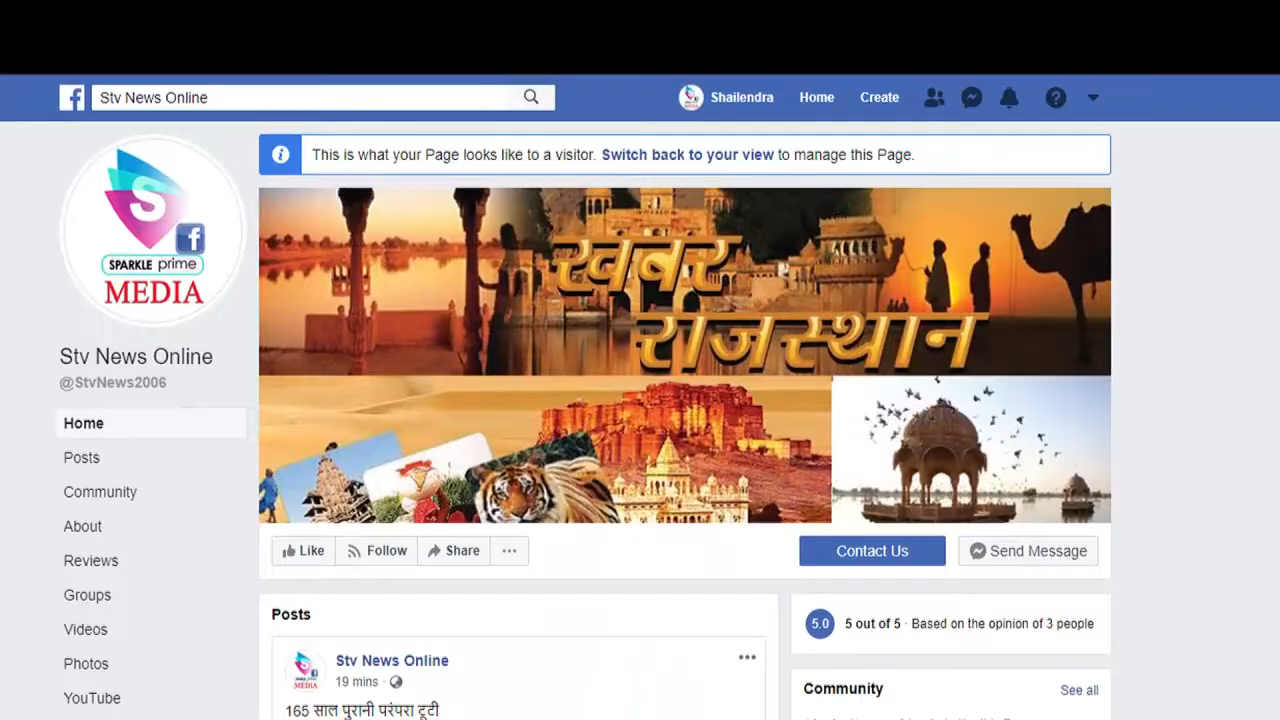 Stv News Online
Shailendra
Home
Create
This is what your Page looks like to a visitor. Switch back to your view to manage this Page.
S
f
SPARKLE prime
MEDIA
खबर
राजस्थान
Stv News Online
@StvNews2006
Home
Posts
Community
About
Reviews
Groups
Videos
Photos
YouTube
Like
Follow
Share
Contact Us
Send Message
Posts
Stv News Online
MEDIA
19 mins ·
165 साल पुरानी परंपरा टूटी
5.0
5 out of 5 · Based on the opinion of 3 people
Community
See all